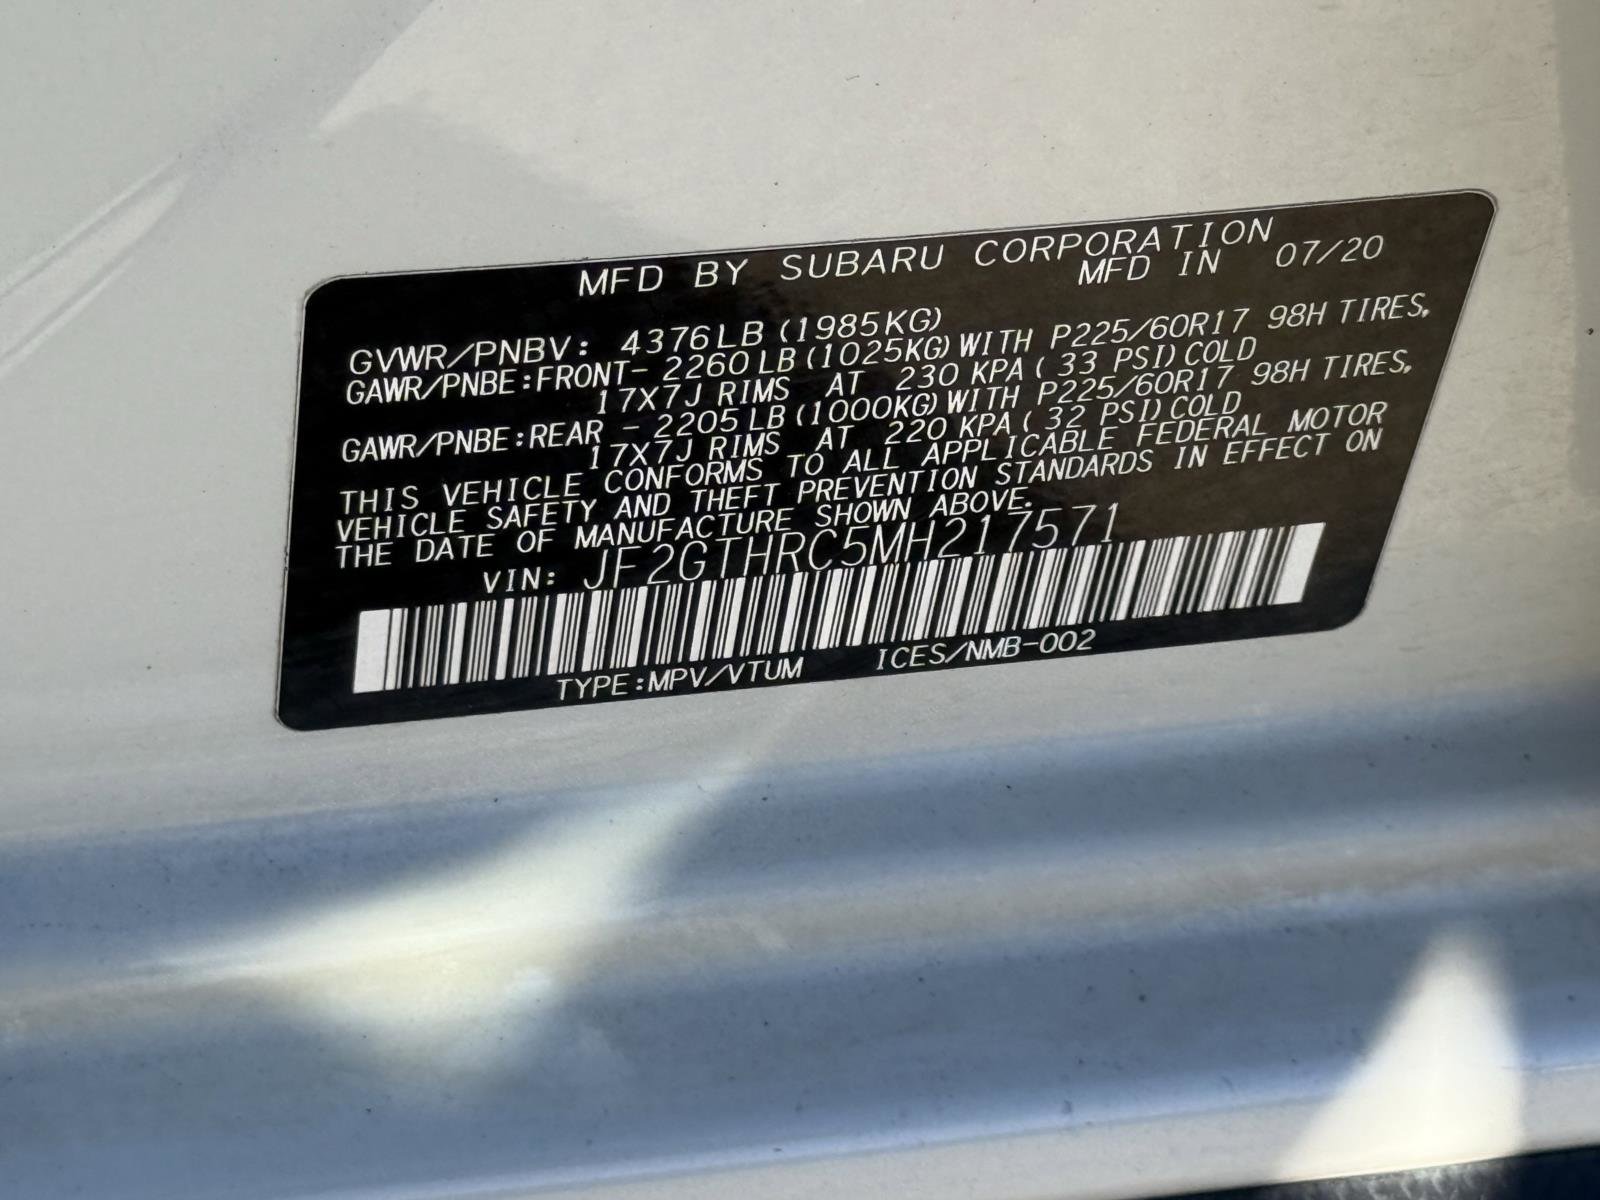 MFD BY SUBARU CORPORATION
MFD IN 07/20
GVWR/PNBV: 4376LB (1985KG)
GAWR/PNBE:FRONT- 2260LB (1025KG) WITH P225/60R17 98H TIRES,
17X7J RIMS AT 230 KPA ( 33 PSI) COLD
GAWR/PNBE:REAR - 2205LB (1000KG) WITH P225/60R17 98H TIRES,
17X7J RIMS AT 220 KPA ( 32 PSI) COLD
THIS VEHICLE CONFORMS TO ALL APPLICABLE FEDERAL MOTOR
VEHICLE SAFETY AND THEFT PREVENTION STANDARDS IN EFFECT ON
THE DATE OF MANUFACTURE SHOWN ABOVE.
VIN: JF2GTHRC5MH217571
TYPE:MPV/VTUM ICES/NMB-002